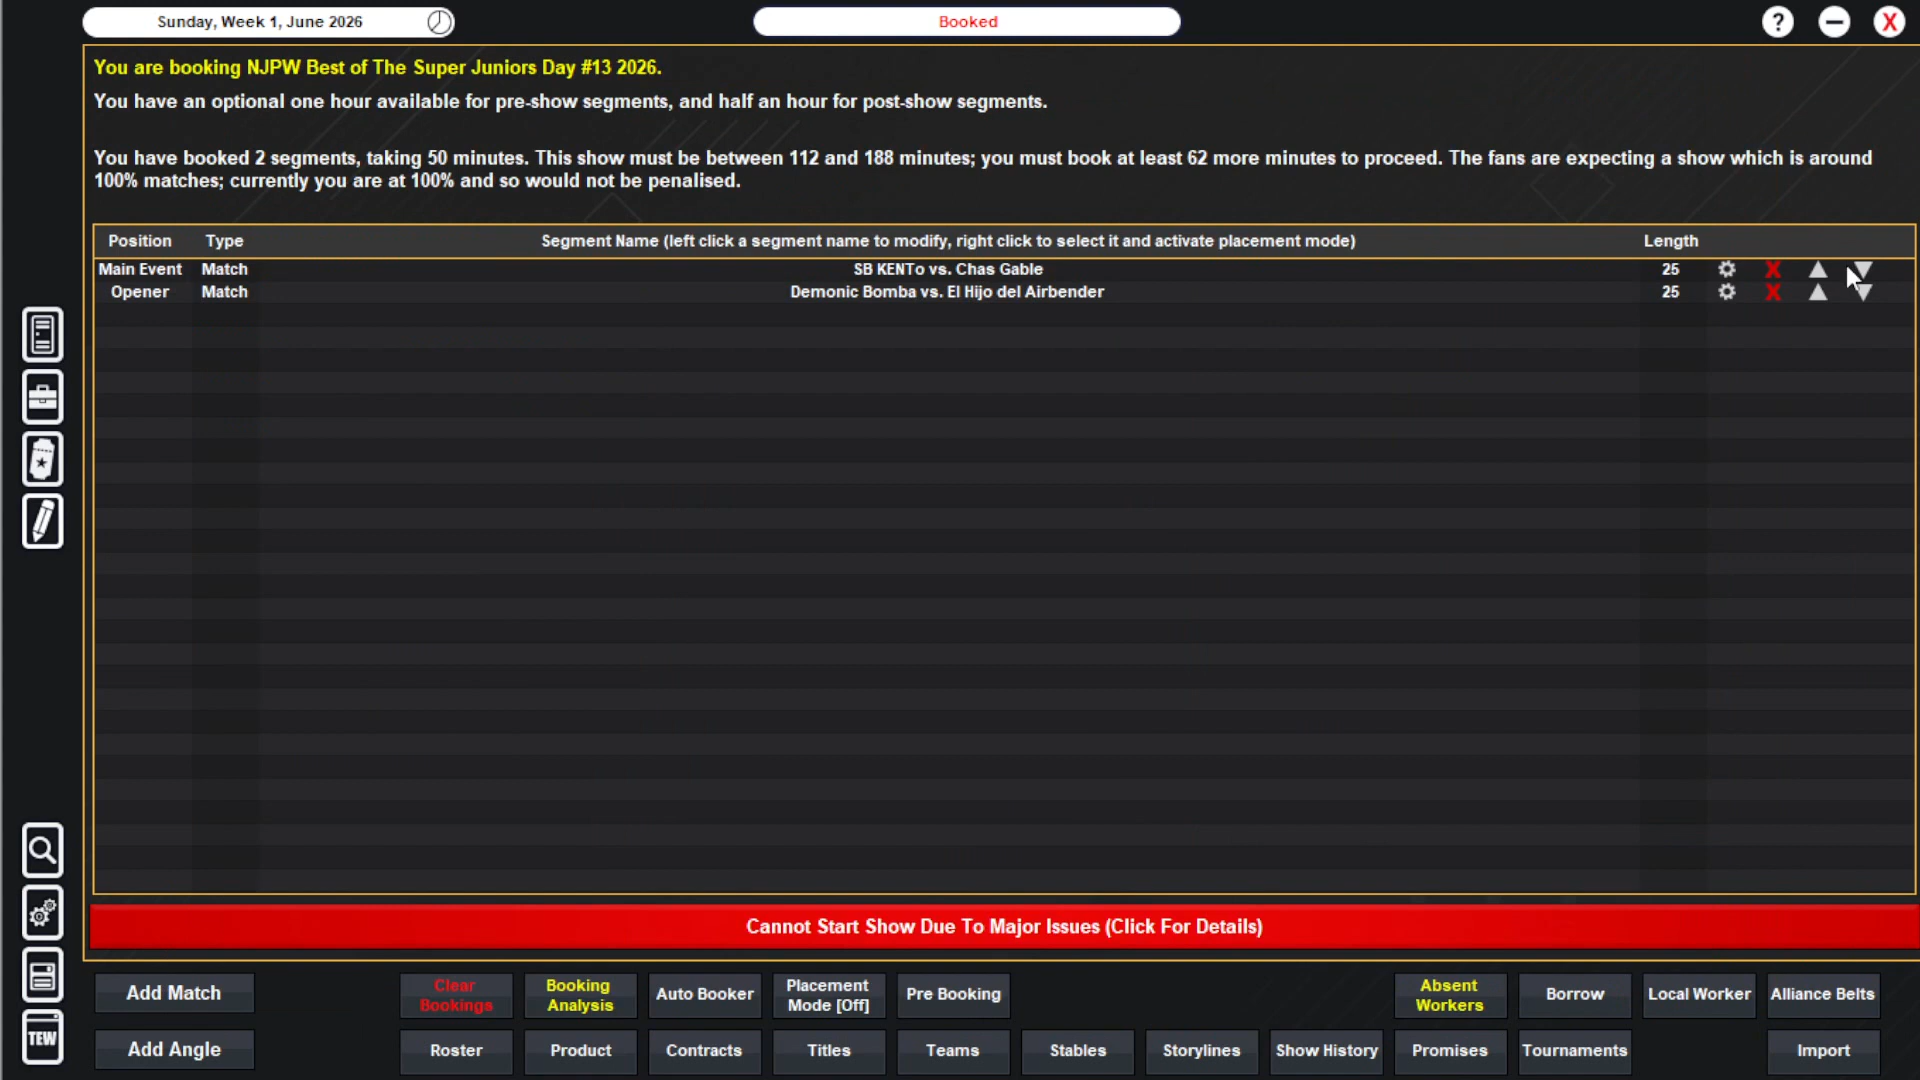 Sunday, Week 1, June 2026
Booked
?
X
You are booking NJPW Best of The Super Juniors Day #13 2026.
You have an optional one hour available for pre-show segments, and half an hour for post-show segments.
You have booked 2 segments, taking 50 minutes. This show must be between 112 and 188 minutes; you must book at least 62 more minutes to proceed. The fans are expecting a show which is around
100% matches; currently you are at 100% and so would not be penalised.
Position Type Segment Name (left click a segment name to modify, right click to select it and activate placement mode) Length
Main Event Match SB KENTo vs. Chas Gable 25 X
Opener Match Demonic Bomba vs. El Hijo del Airbender 25 X
Cannot Start Show Due To Major Issues (Click For Details)
TEW
Add Match
Clear Bookings
Booking Analysis
Auto Booker
Placement Mode [Off]
Pre Booking
Absent Workers
Borrow
Local Worker
Alliance Belts
Add Angle
Roster
Product
Contracts
Titles
Teams
Stables
Storylines
Show History
Promises
Tournaments
Import